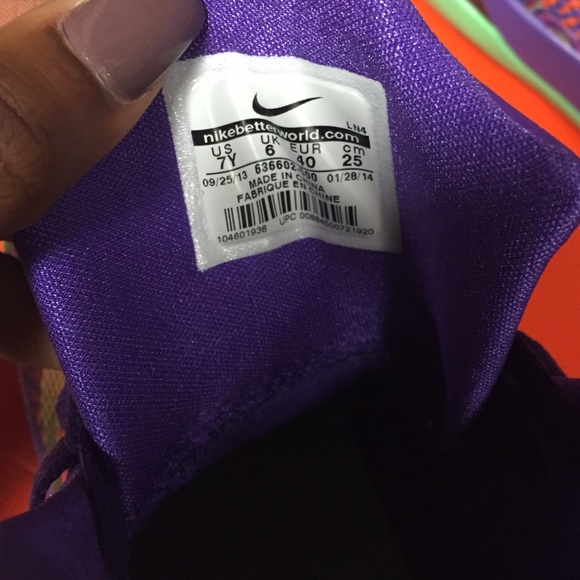 LN4
nikebetterworld.com
US UK EUR cm
7Y 6 40 25
09/25/13 01/28/14
MADE IN CHINA
FABRIQUE EN CHINE
104601938